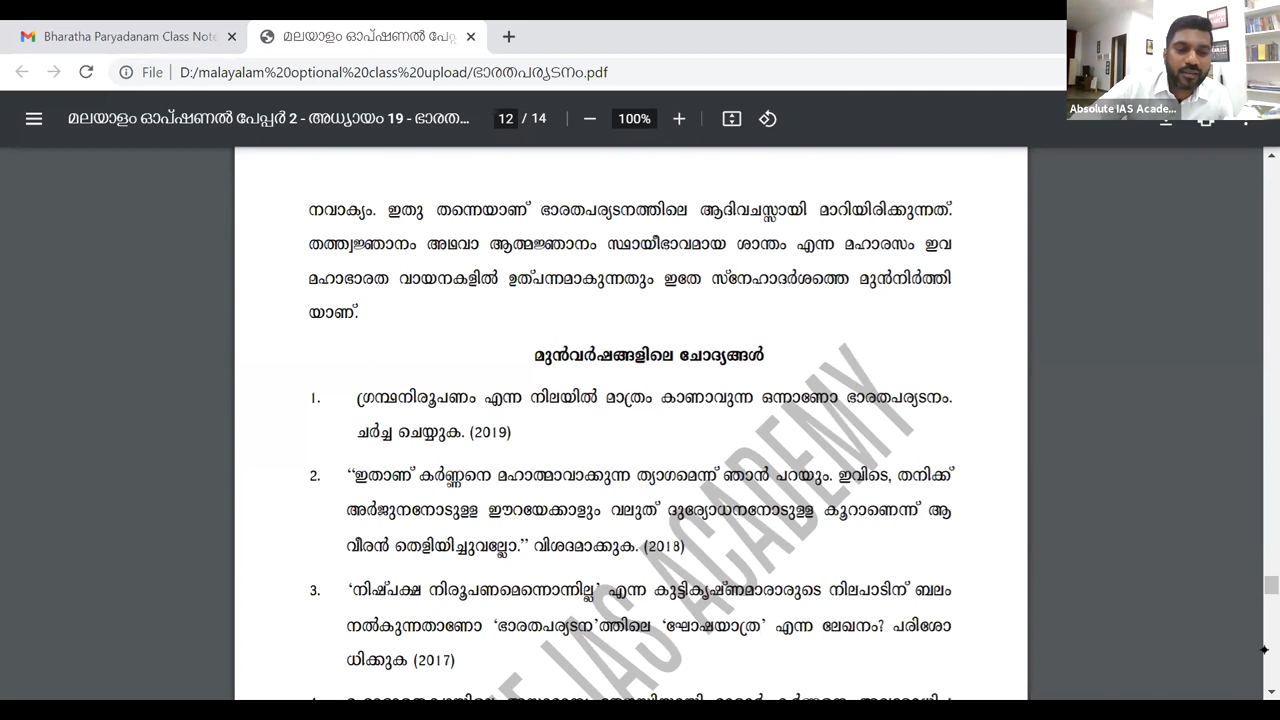 Bharatha Paryadanam Class Note
മലയാളം ഓപ്ഷണൽ പേപ്പ
File D:/malayalam%20optional%20class%20upload/ഭാരതപര്യടനം.pdf
മലയാളം ഓപ്ഷണൽ പേപ്പർ 2 - അധ്യായം 19 - ഭാരത... 12 / 14 100%
Absolute IAS Acade...
നവാക്യം. ഇതു തന്നെയാണ് ഭാരതപര്യടനത്തിലെ ആദിവചസ്സായി മാറിയിരിക്കുന്നത്.
തത്ത്വജ്ഞാനം അഥവാ ആത്മജ്ഞാനം സ്ഥായീഭാവമായ ശാന്തം എന്ന മഹാരസം ഇവ
മഹാഭാരത വായനകളിൽ ഉത്പന്നമാകുന്നതും ഇതേ സ്നേഹാദർശത്തെ മുൻനിർത്തി
യാണ്.
മുൻവർഷങ്ങളിലെ ചോദ്യങ്ങൾ
1. ഗ്രന്ഥനിരൂപണം എന്ന നിലയിൽ മാത്രം കാണാവുന്ന ഒന്നാണോ ഭാരതപര്യടനം.
ചർച്ച ചെയ്യുക. (2019)
2. “ഇതാണ് കർണ്ണനെ മഹാത്മാവാക്കുന്ന ത്യാഗമെന്ന് ഞാൻ പറയും. ഇവിടെ, തനിക്ക്
അർജുനനോടുള്ള ഈറയേക്കാളും വലുത് ദുര്യോധനനോടുള്ള കൂറാണെന്ന് ആ
വീരൻ തെളിയിച്ചുവല്ലോ.” വിശദമാക്കുക. (2018)
3. ‘നിഷ്പക്ഷ നിരൂപണമെന്നൊന്നില്ല’ എന്ന കുട്ടികൃഷ്ണമാരാരുടെ നിലപാടിന് ബലം
നൽകുന്നതാണോ ‘ഭാരതപര്യടന’ത്തിലെ ‘ഘോഷയാത്ര’ എന്ന ലേഖനം? പരിശോ
ധിക്കുക (2017)
IAS ACADEMY